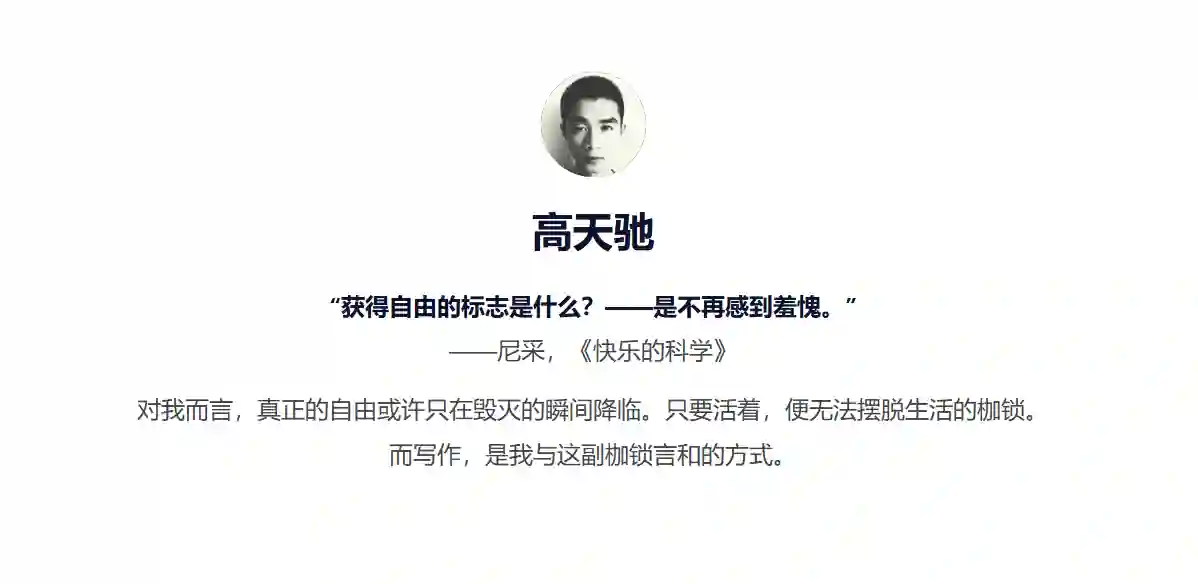 高天驰
“获得自由的标志是什么？——是不再感到羞愧。”
——尼采，《快乐的科学》
对我而言，真正的自由或许只在毁灭的瞬间降临。只要活着，便无法摆脱生活的枷锁。
而写作，是我与这副枷锁言和的方式。